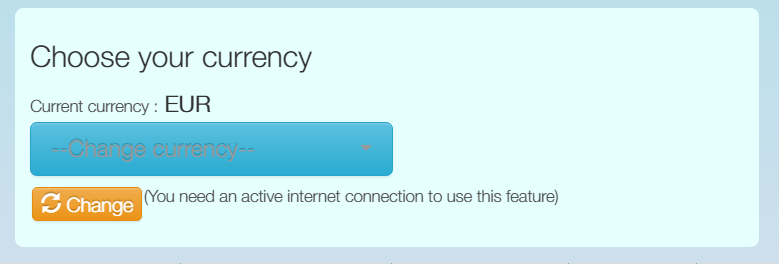 Choose your currency
Current currency : EUR
--Change currency--
Change (You need an active internet connection to use this feature)